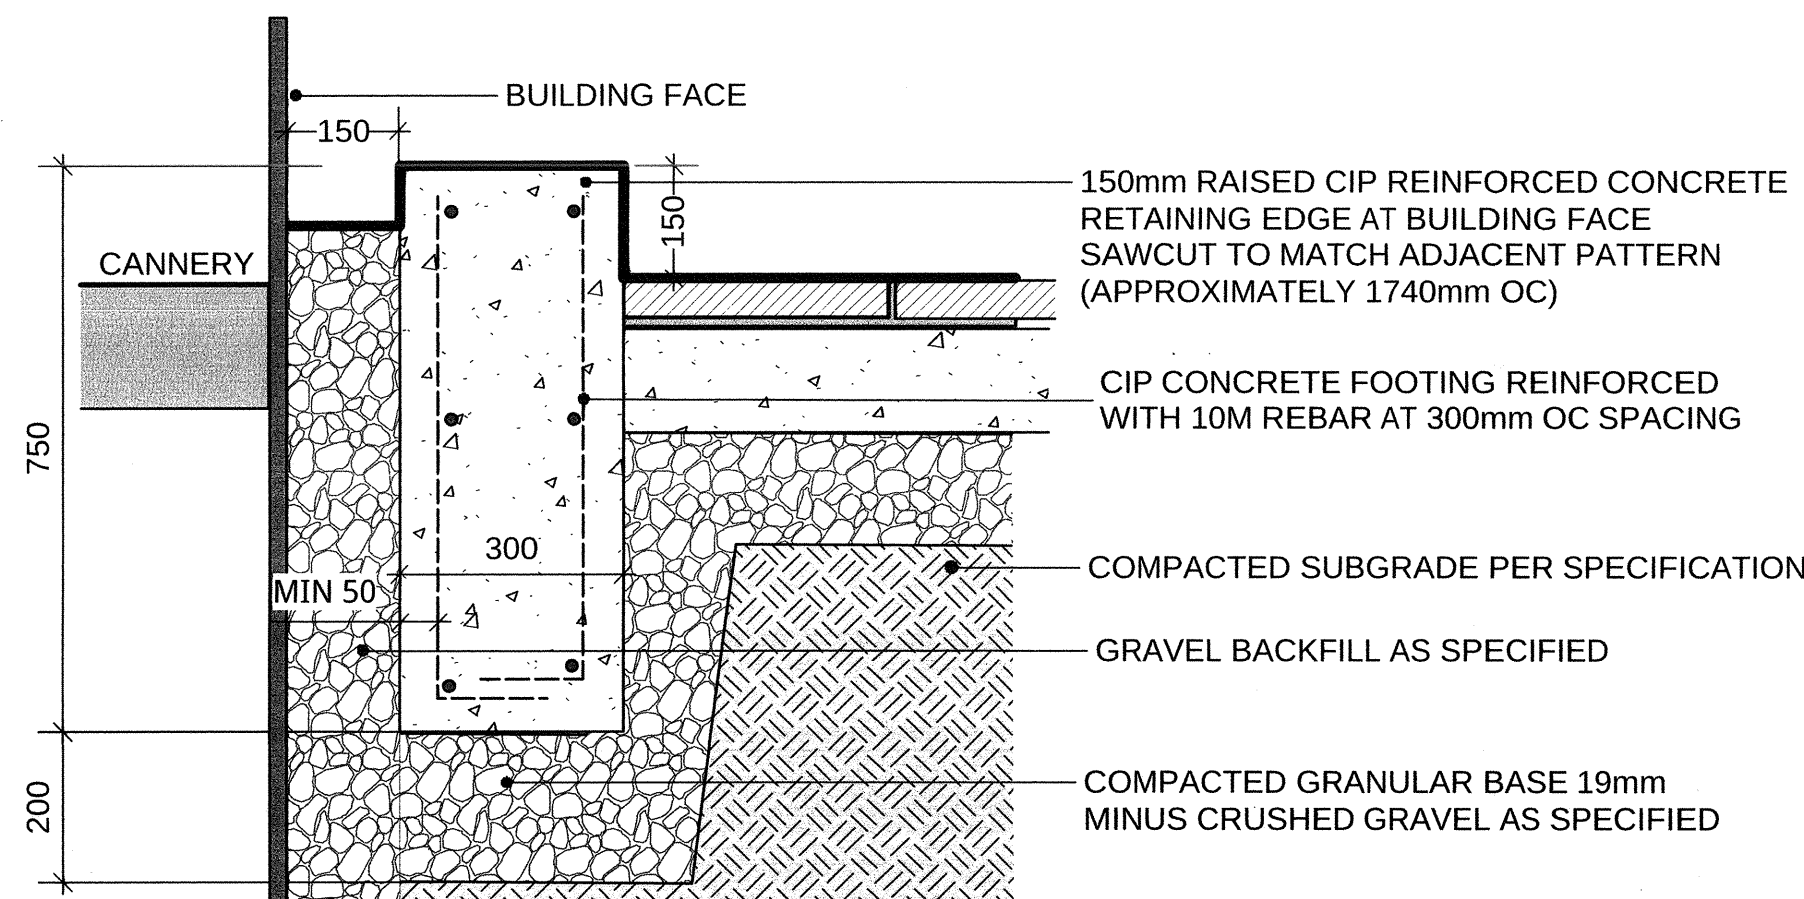 BUILDING FACE
150
150mm RAISED CIP REINFORCED CONCRETE
RETAINING EDGE AT BUILDING FACE
SAWCUT TO MATCH ADJACENT PATTERN
(APPROXIMATELY 1740mm OC)
150
CANNERY
CIP CONCRETE FOOTING REINFORCED
WITH 10M REBAR AT 300mm OC SPACING
750
300
COMPACTED SUBGRADE PER SPECIFICATION
MIN 50
GRAVEL BACKFILL AS SPECIFIED
200
COMPACTED GRANULAR BASE 19mm
MINUS CRUSHED GRAVEL AS SPECIFIED